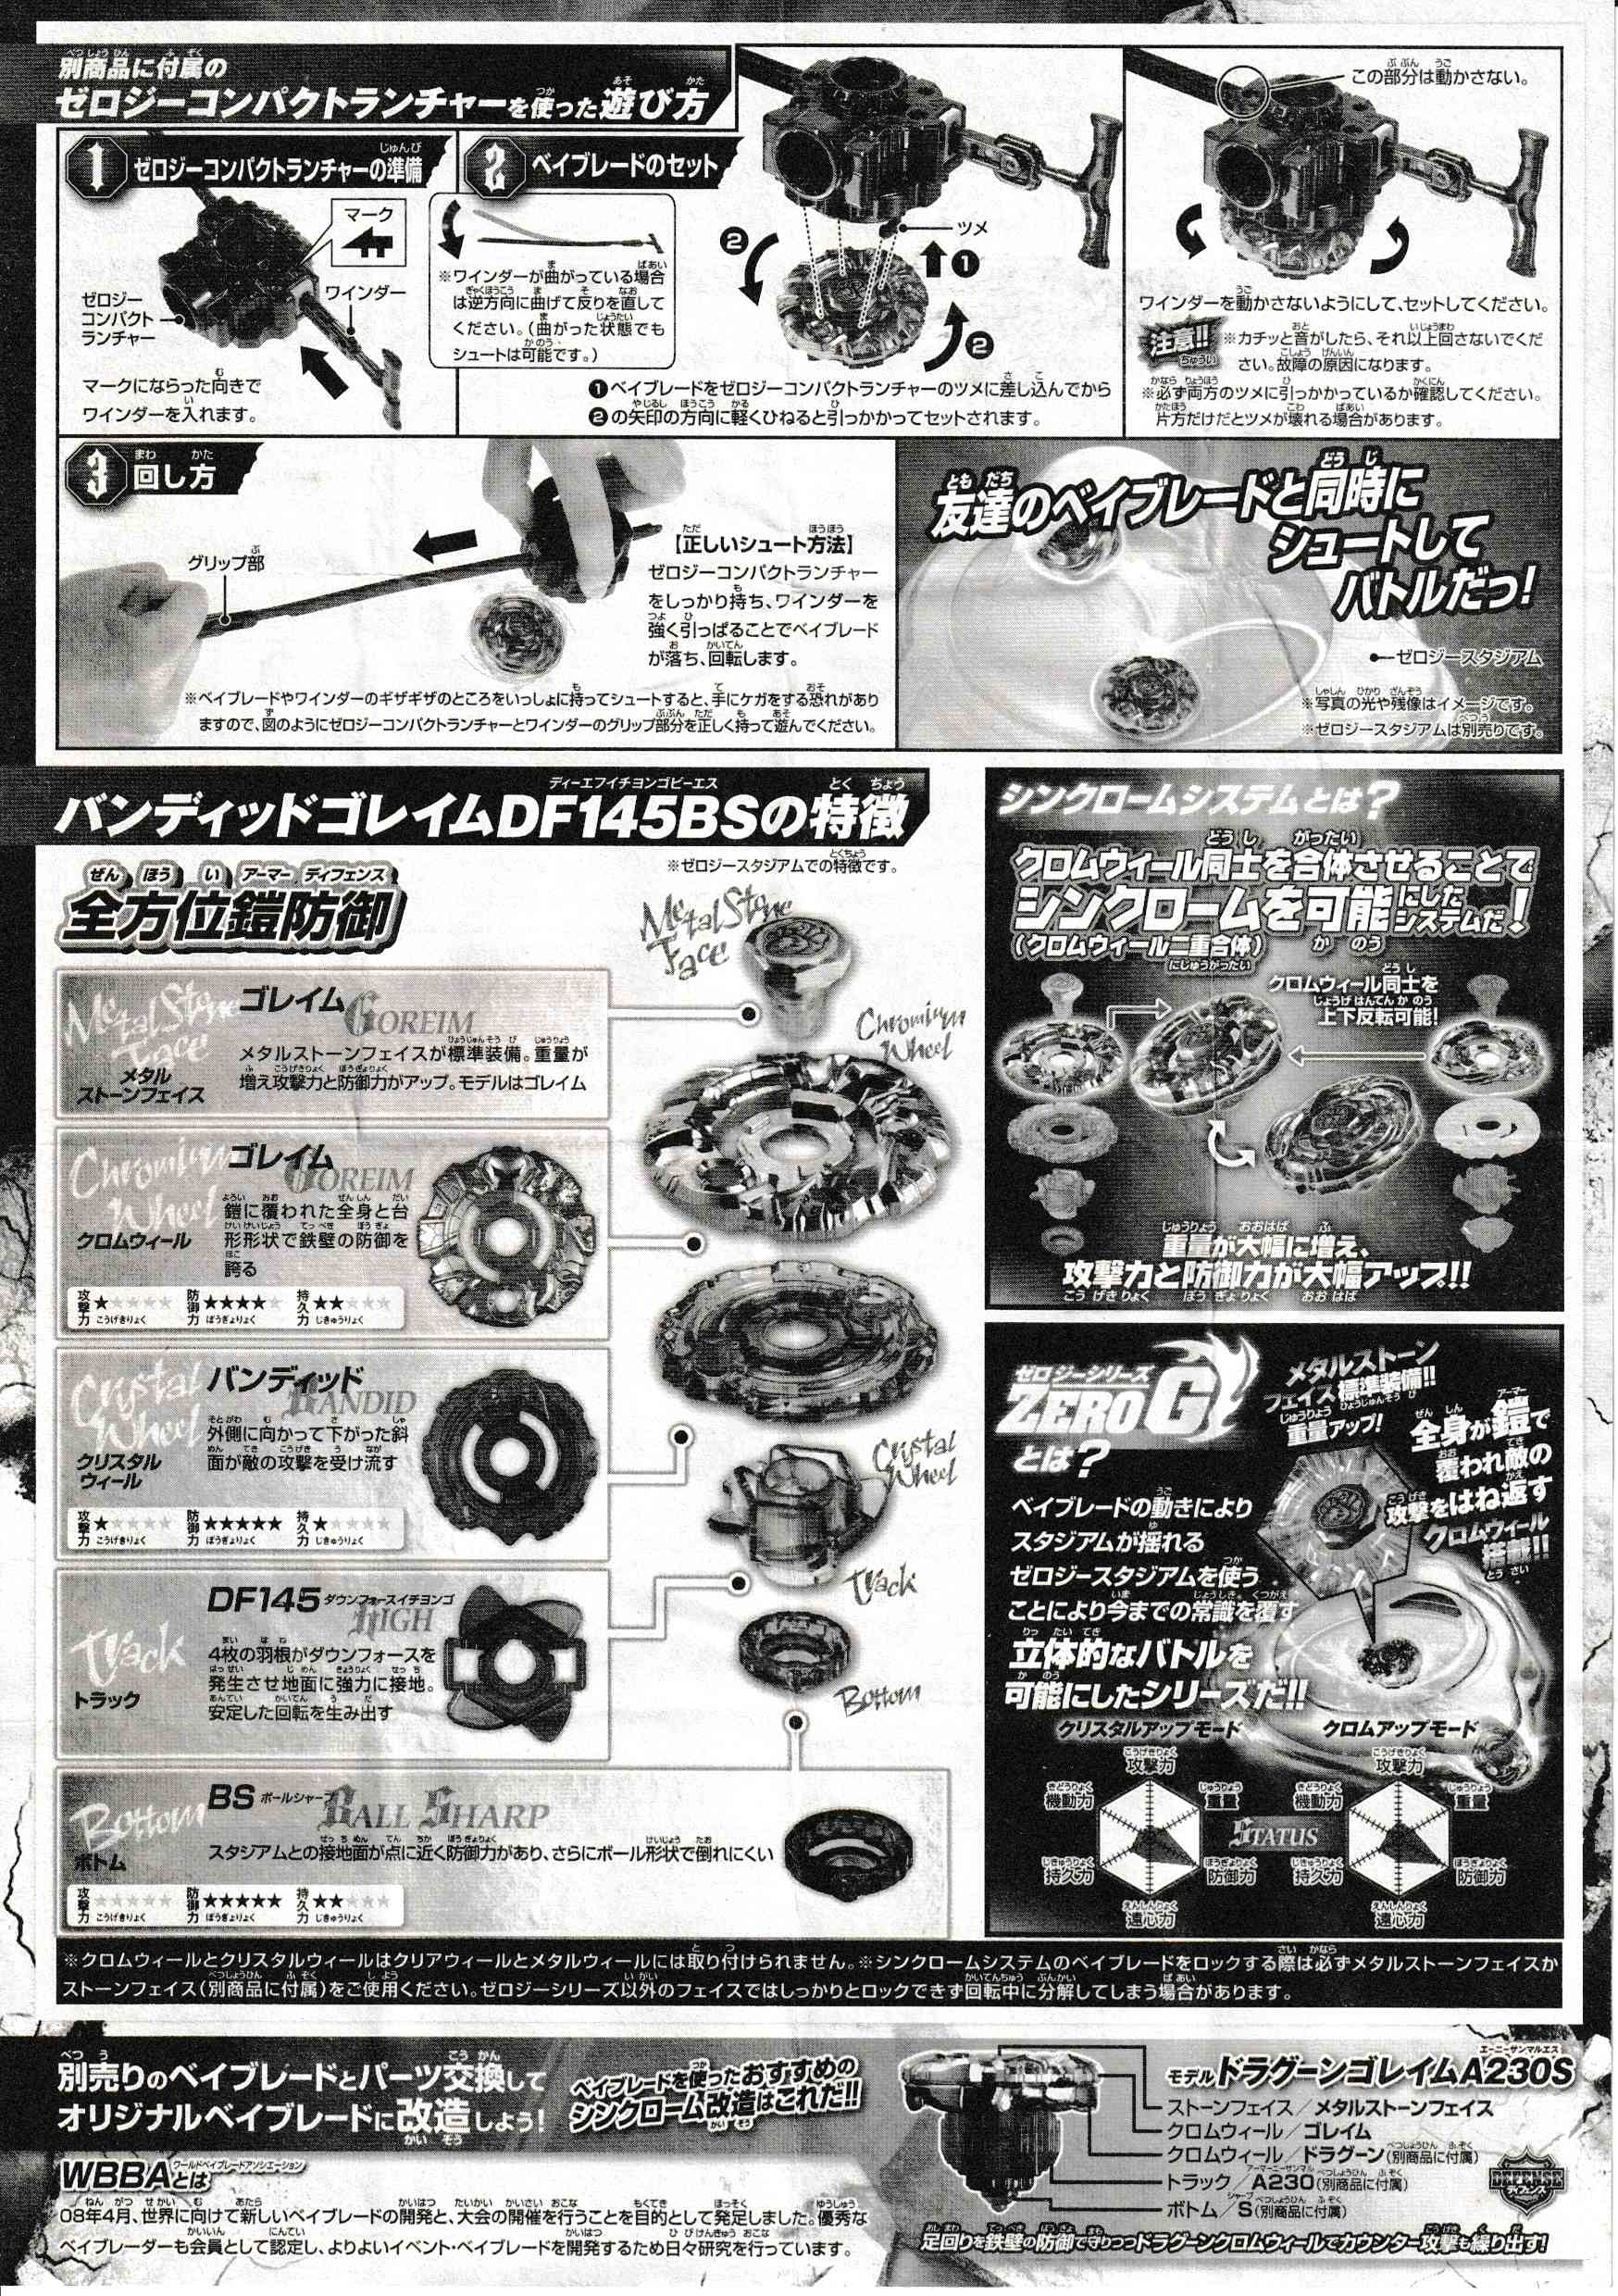 別商品に付属の
ゼロジーコンパクトランチャーを使った遊び方
1 ゼロジーコンパクトランチャーの準備
マーク
ワインダー
ゼロジー
コンパクト
ランチャー
マークにならった向きで
ワインダーを入れます。
2 ベイブレードのセット
※ワインダーが曲がっている場合
は逆方向に曲げて反りを直して
ください。(曲がった状態でも
シュートは可能です。)
ツメ
❶
❷
❷
❶ベイブレードをゼロジーコンパクトランチャーのツメに差し込んでから
❷の矢印の方向に軽くひねると引っかかってセットされます。
この部分は動かさない。
ワインダーを動かさないようにして、セットしてください。
注意!!
※カチッと音がしたら、それ以上回さないでくだ
さい。故障の原因になります。
※必ず両方のツメに引っかかっているか確認してください。
片方だけだとツメが壊れる場合があります。
3 回し方
グリップ部
【正しいシュート方法】
ゼロジーコンパクトランチャー
をしっかり持ち、ワインダーを
強く引っぱることでベイブレード
が落ち、回転します。
※ベイブレードやワインダーのギザギザのところをいっしょに持ってシュートすると、手にケガをする恐れがあり
ますので、図のようにゼロジーコンパクトランチャーとワインダーのグリップ部分を正しく持って遊んでください。
友達のベイブレードと同時に
シュートして
バトルだっ!
ゼロジースタジアム
※写真の光や残像はイメージです。
※ゼロジースタジアムは別売りです。
ディーエフイチヨンゴビーエス
バンディッドゴレイムDF145BSの特徴
※ゼロジースタジアムでの特徴です。
ぜんほうい アーマー ディフェンス
全方位鎧防御
Metal Stone Face
メタル
ストーンフェイス
ゴレイム GOREIM
メタルストーンフェイスが標準装備。重量が
増え攻撃力と防御力がアップ。モデルはゴレイム
Chromium Wheel
クロムウィール
ゴレイム GOREIM
鎧に覆われた全身と台
形形状で鉄壁の防御を
誇る
攻撃力 ★☆☆☆☆ 防御力 ★★★★☆ 持久力 ★★☆☆☆
Crystal Wheel
クリスタル
ウィール
バンディッド BANDID
外側に向かって下がった斜
面が敵の攻撃を受け流す
攻撃力 ★☆☆☆☆ 防御力 ★★★★★ 持久力 ★☆☆☆☆
Track
トラック
DF145 ダウンフォースイチヨンゴ
HIGH
4枚の羽根がダウンフォースを
発生させ地面に強力に接地。
安定した回転を生み出す
Bottom
ボトム
BS ボールシャープ BALL SHARP
スタジアムとの接地面が点に近く防御力があり、さらにボール形状で倒れにくい
攻撃力 ☆☆☆☆☆ 防御力 ★★★★★ 持久力 ★★☆☆☆
Metal Stone Face
Chromium Wheel
Crystal Wheel
Track
Bottom
シンクロームシステムとは?
クロムウィール同士を合体させることで
シンクロームを可能にしたシステムだ!
(クロムウィール二重合体)
クロムウィール同士を
上下反転可能!
重量が大幅に増え、
攻撃力と防御力が大幅アップ!!
ゼロジーシリーズ
ZERO G
とは?
メタルストーン
フェイス標準装備!!
重量アップ!
全身が鎧で
覆われ敵の
攻撃をはね返す
クロムウィール
搭載!!
ベイブレードの動きにより
スタジアムが揺れる
ゼロジースタジアムを使う
ことにより今までの常識を覆す
立体的なバトルを
可能にしたシリーズだ!!
クリスタルアップモード
クロムアップモード
攻撃力
重量
防御力
遠心力
持久力
機動力
STATUS
攻撃力
重量
防御力
遠心力
持久力
機動力
※クロムウィールとクリスタルウィールはクリアウィールとメタルウィールには取り付けられません。※シンクロームシステムのベイブレードをロックする際は必ずメタルストーンフェイスか
ストーンフェイス(別商品に付属)をご使用ください。ゼロジーシリーズ以外のフェイスではしっかりとロックできず回転中に分解してしまう場合があります。
別売りのベイブレードとパーツ交換して
オリジナルベイブレードに改造しよう!
ベイブレードを使ったおすすめの
シンクローム改造はこれだ!!
エーニーサンマルエス
モデルドラグーンゴレイムA230S
ストーンフェイス/メタルストーンフェイス
クロムウィール/ゴレイム
クロムウィール/ドラグーン(別商品に付属)
トラック/A230(別商品に付属)
ボトム/S(別商品に付属)
DEFENSE
ディフェンス
足回りを鉄壁の防御で守りつつドラグーンクロムウィールでカウンター攻撃も繰り出す!
ワールドベイブレードアソシエーション
WBBAとは
08年4月、世界に向けて新しいベイブレードの開発と、大会の開催を行うことを目的として発足しました。優秀な
ベイブレーダーも会員として認定し、よりよいイベント・ベイブレードを開発するため日々研究を行っています。